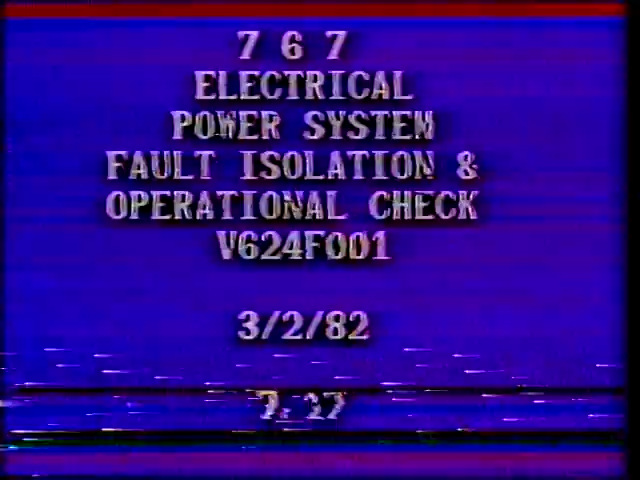 7 6 7
ELECTRICAL
POWER SYSTEM
FAULT ISOLATION &
OPERATIONAL CHECK
V624F001
3/2/82